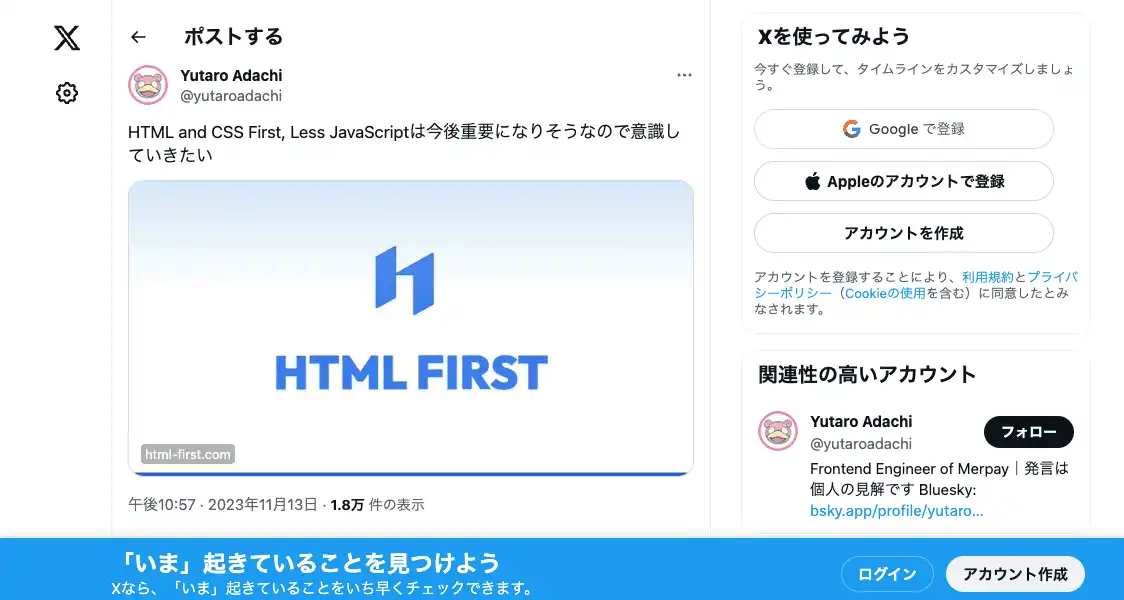 ポストする
Yutaro Adachi
@yutaroadachi
HTML and CSS First, Less JavaScriptは今後重要になりそうなので意識し
ていきたい
HTML FIRST
html-first.com
午後10:57 · 2023年11月13日 · 1.8万 件の表示
Xを使ってみよう
今すぐ登録して、タイムラインをカスタマイズしましょ
う。
Google で登録
Appleのアカウントで登録
アカウントを作成
アカウントを登録することにより、利用規約とプライバ
シーポリシー（Cookieの使用を含む）に同意したとみ
なされます。
関連性の高いアカウント
Yutaro Adachi
@yutaroadachi
フォロー
Frontend Engineer of Merpay｜発言は
個人の見解です Bluesky:
bsky.app/profile/yutaro…
「いま」起きていることを見つけよう
Xなら、「いま」起きていることをいち早くチェックできます。
ログイン
アカウント作成